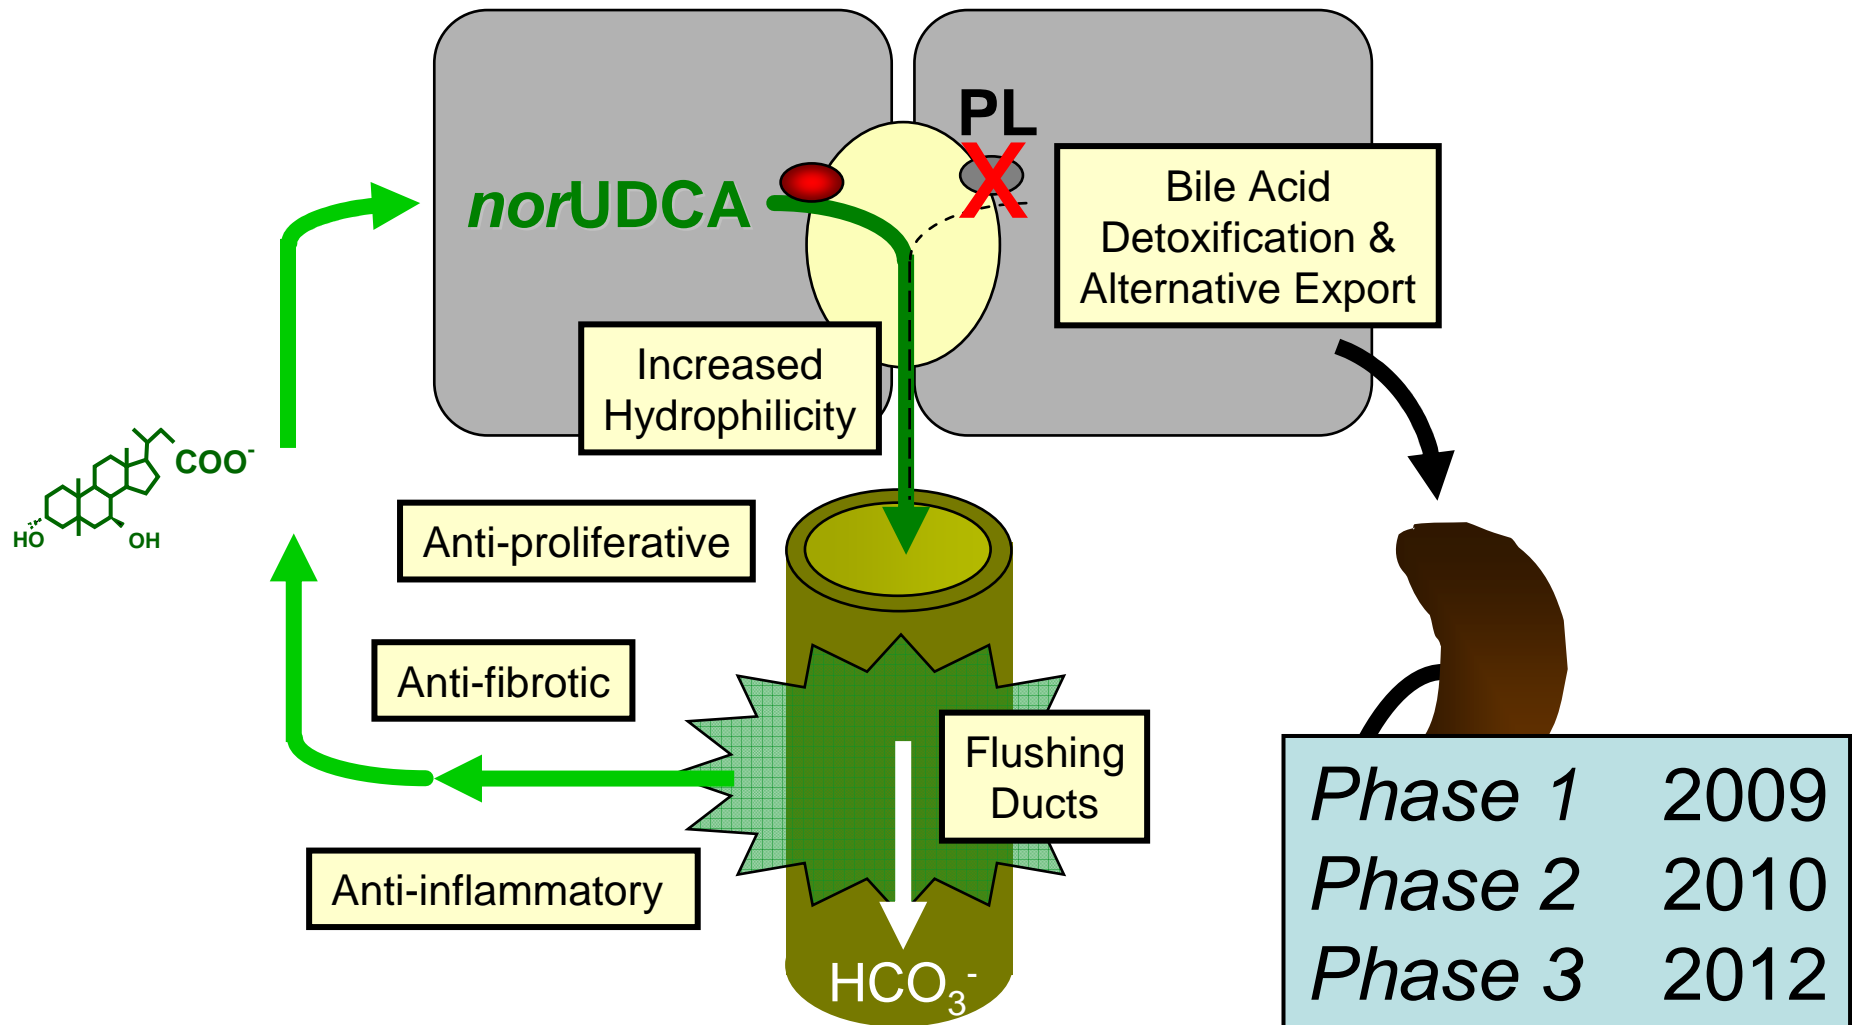 PL
X
norUDCA
Bile Acid
Detoxification &
Alternative Export
Increased
Hydrophilicity
COO⁻
HO
OH
Anti-proliferative
Anti-fibrotic
Flushing
Ducts
Anti-inflammatory
HCO₃⁻
Phase 1 2009
Phase 2 2010
Phase 3 2012